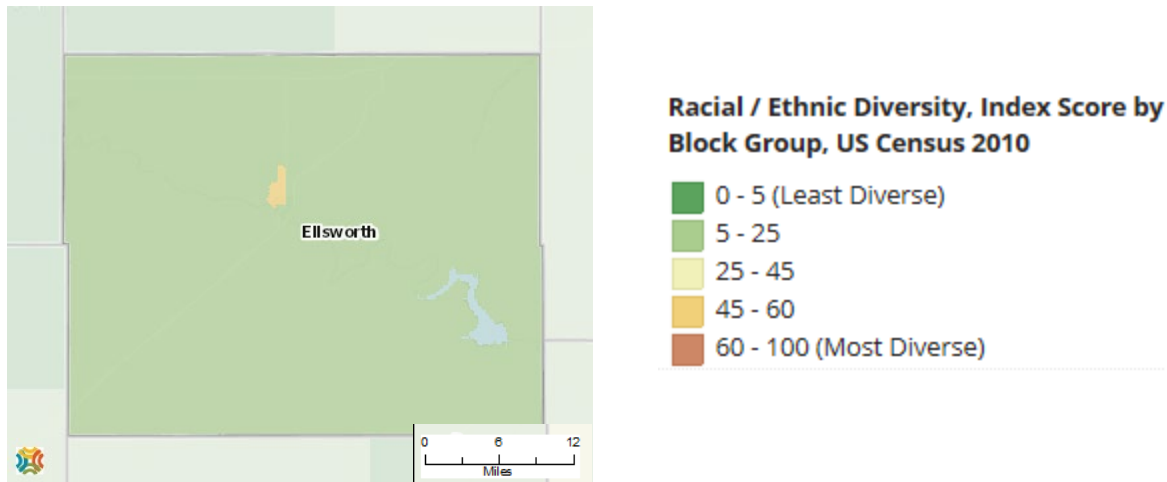 Ellsworth
0 6 12
Miles
Racial / Ethnic Diversity, Index Score by
Block Group, US Census 2010
0 - 5 (Least Diverse)
5 - 25
25 - 45
45 - 60
60 - 100 (Most Diverse)